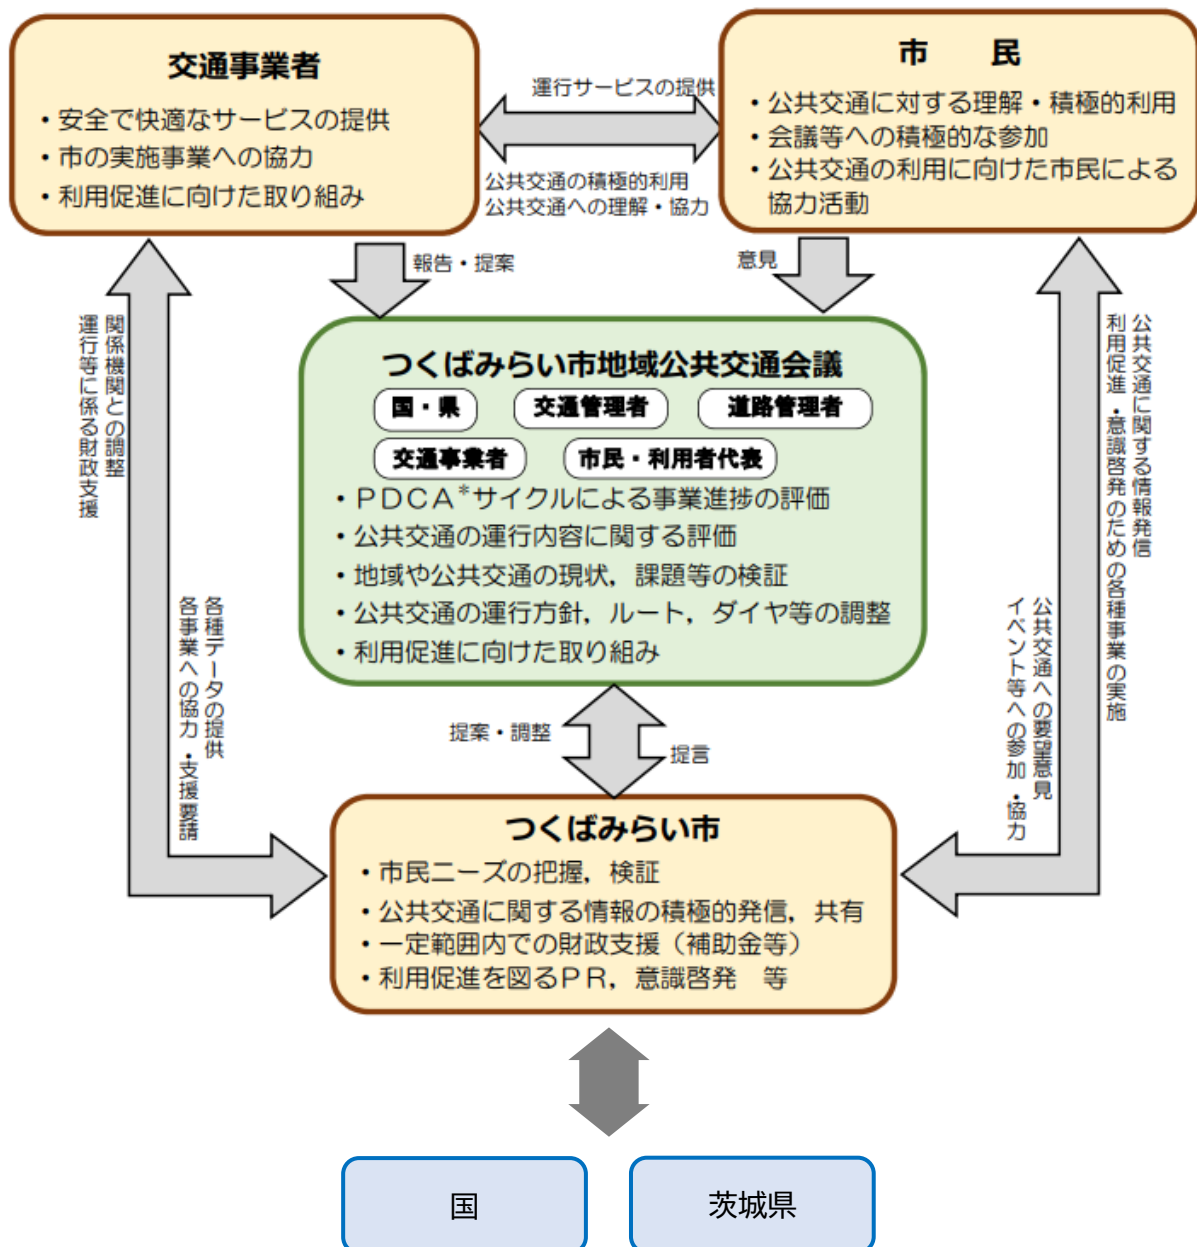 交通事業者
・安全で快適なサービスの提供
・市の実施事業への協力
・利用促進に向けた取り組み
運行サービスの提供
公共交通の積極的利用
公共交通への理解・協力
市　民
・公共交通に対する理解・積極的利用
・会議等への積極的な参加
・公共交通の利用に向けた市民による
協力活動
報告・提案
意見
関係機関との調整
運行等に係る財政支援
各種データの提供
各事業への協力・支援要請
つくばみらい市地域公共交通会議
国・県
交通管理者
道路管理者
交通事業者
市民・利用者代表
・ＰＤＣＡ*サイクルによる事業進捗の評価
・公共交通の運行内容に関する評価
・地域や公共交通の現状，課題等の検証
・公共交通の運行方針，ルート，ダイヤ等の調整
・利用促進に向けた取り組み
公共交通に関する情報発信
利用促進・意識啓発のための各種事業の実施
公共交通への要望意見
イベント等への参加・協力
提案・調整
提言
つくばみらい市
・市民ニーズの把握，検証
・公共交通に関する情報の積極的発信，共有
・一定範囲内での財政支援（補助金等）
・利用促進を図るＰＲ，意識啓発　等
国
茨城県